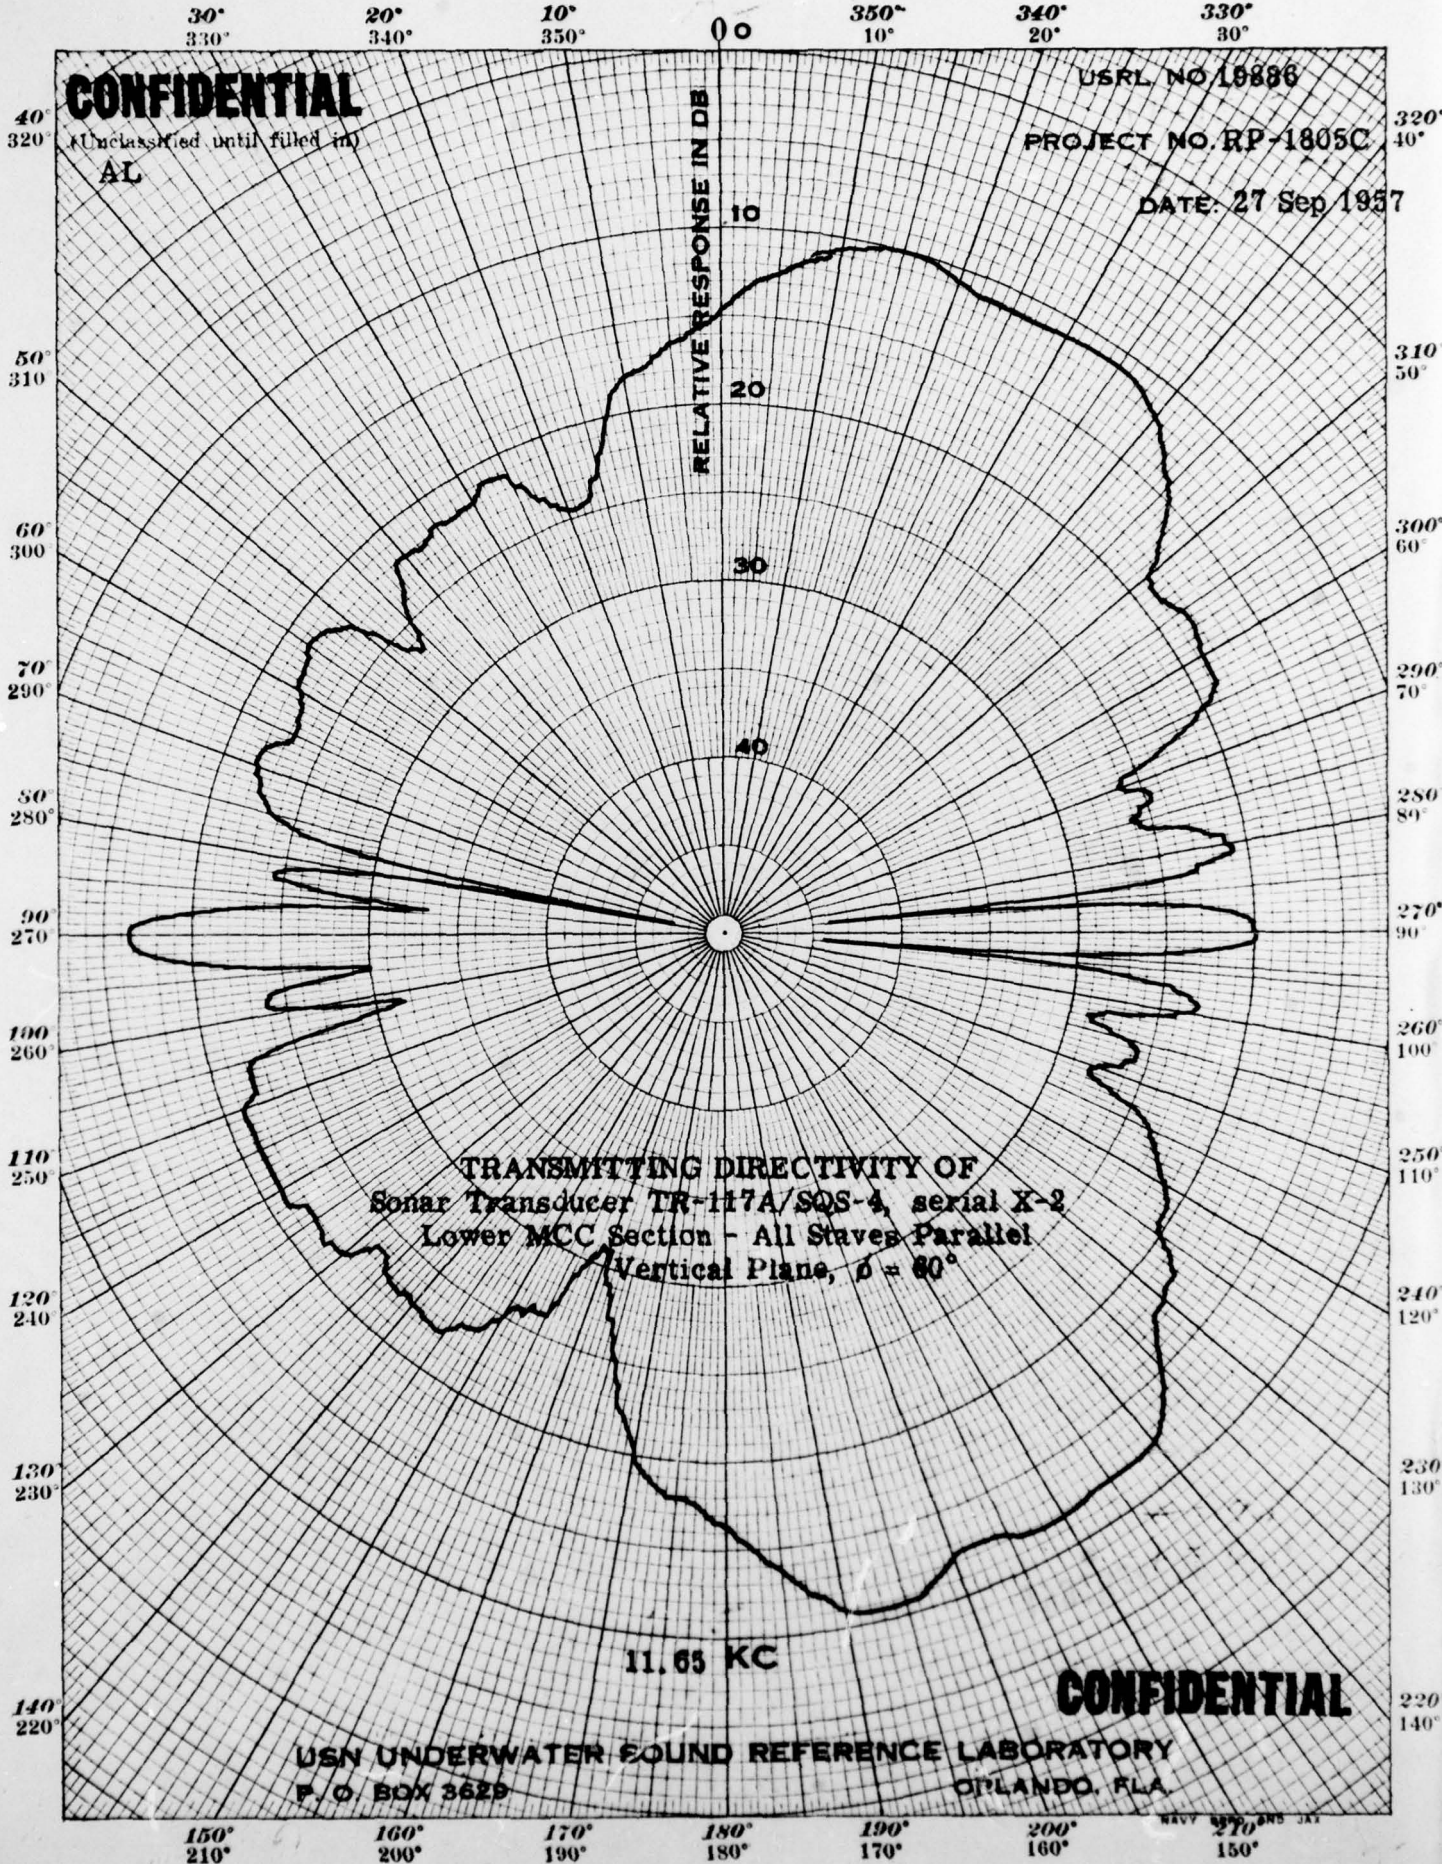 30° 20° 10° 0 350° 340° 330°
330° 340° 350° 0 10° 20° 30°
CONFIDENTIAL
(Unclassified until filled in)
AL
USRL NO 19886
PROJECT NO. RP-1805C
DATE: 27 Sep 1957
RELATIVE RESPONSE IN DB
10
20
30
40
40°
320°
50°
310
60°
300°
70°
290°
80°
280°
90°
270°
100°
260°
110°
250°
120°
240°
130°
230°
140°
220°
320°
40°
310°
50°
300°
60°
290°
70°
280°
80°
270°
90°
260°
100°
250°
110°
240°
120°
230
130°
220
140°
TRANSMITTING DIRECTIVITY OF
Sonar Transducer TR-117A/SQS-4, serial X-2
Lower MCC Section - All Staves Parallel
Vertical Plane, ø = 60°
11.65 KC
CONFIDENTIAL
USN UNDERWATER SOUND REFERENCE LABORATORY
P. O. BOX 3629 ORLANDO, FLA.
150° 160° 170° 180° 190° 200° 210°
210° 200° 190° 180° 170° 160° 150°